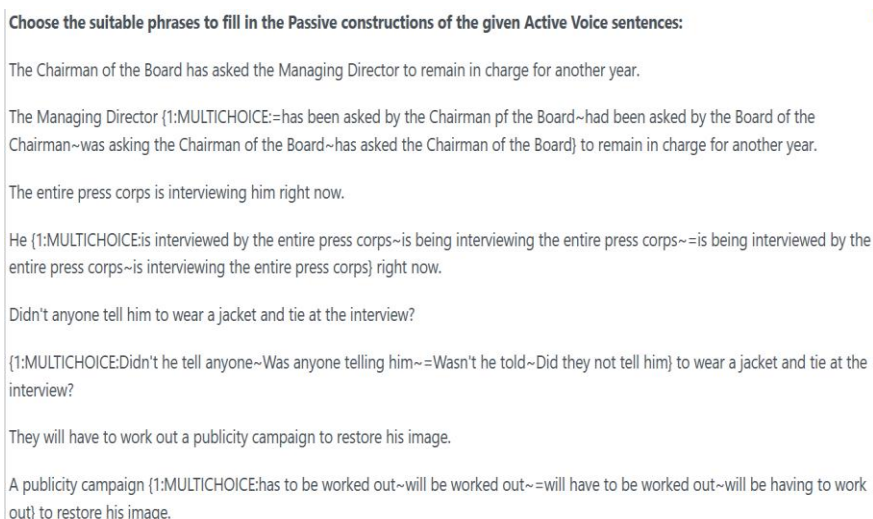 Choose the suitable phrases to fill in the Passive constructions of the given Active Voice sentences:
The Chairman of the Board has asked the Managing Director to remain in charge for another year.
The Managing Director {1:MULTICHOICE:=has been asked by the Chairman pf the Board~had been asked by the Board of the
Chairman~was asking the Chairman of the Board~has asked the Chairman of the Board} to remain in charge for another year.
The entire press corps is interviewing him right now.
He {1:MULTICHOICE:is interviewed by the entire press corps~is being interviewing the entire press corps~=is being interviewed by the
entire press corps~is interviewing the entire press corps} right now.
Didn't anyone tell him to wear a jacket and tie at the interview?
{1:MULTICHOICE:Didn't he tell anyone~Was anyone telling him~=Wasn't he told~Did they not tell him} to wear a jacket and tie at the
interview?
They will have to work out a publicity campaign to restore his image.
A publicity campaign {1:MULTICHOICE:has to be worked out~will be worked out~=will have to be worked out~will be having to work
out} to restore his image.